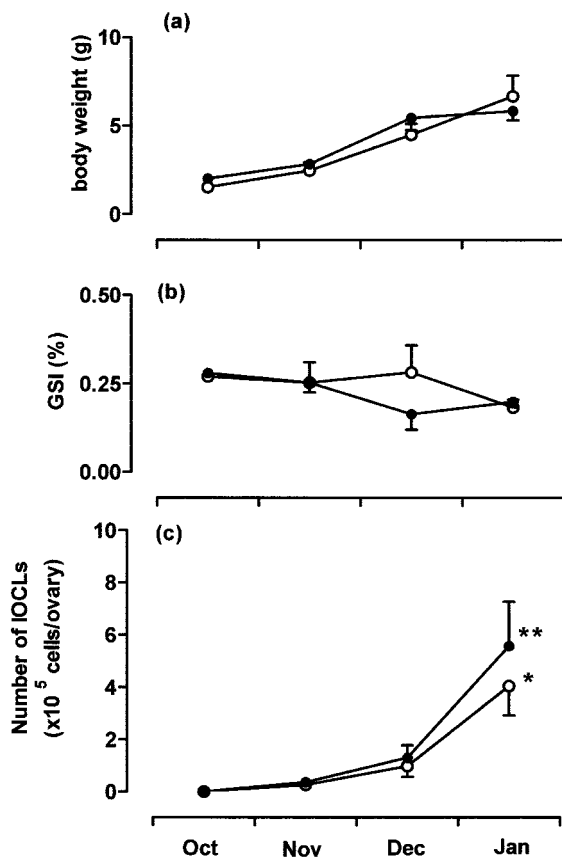 (a)
body weight (g)
10
5
0
(b)
GSI (%)
0.50
0.25
0.00
(c)
Number of IOCLs
(x10 5 cells/ovary)
10
8
6
4
2
0
**
*
Oct Nov Dec Jan